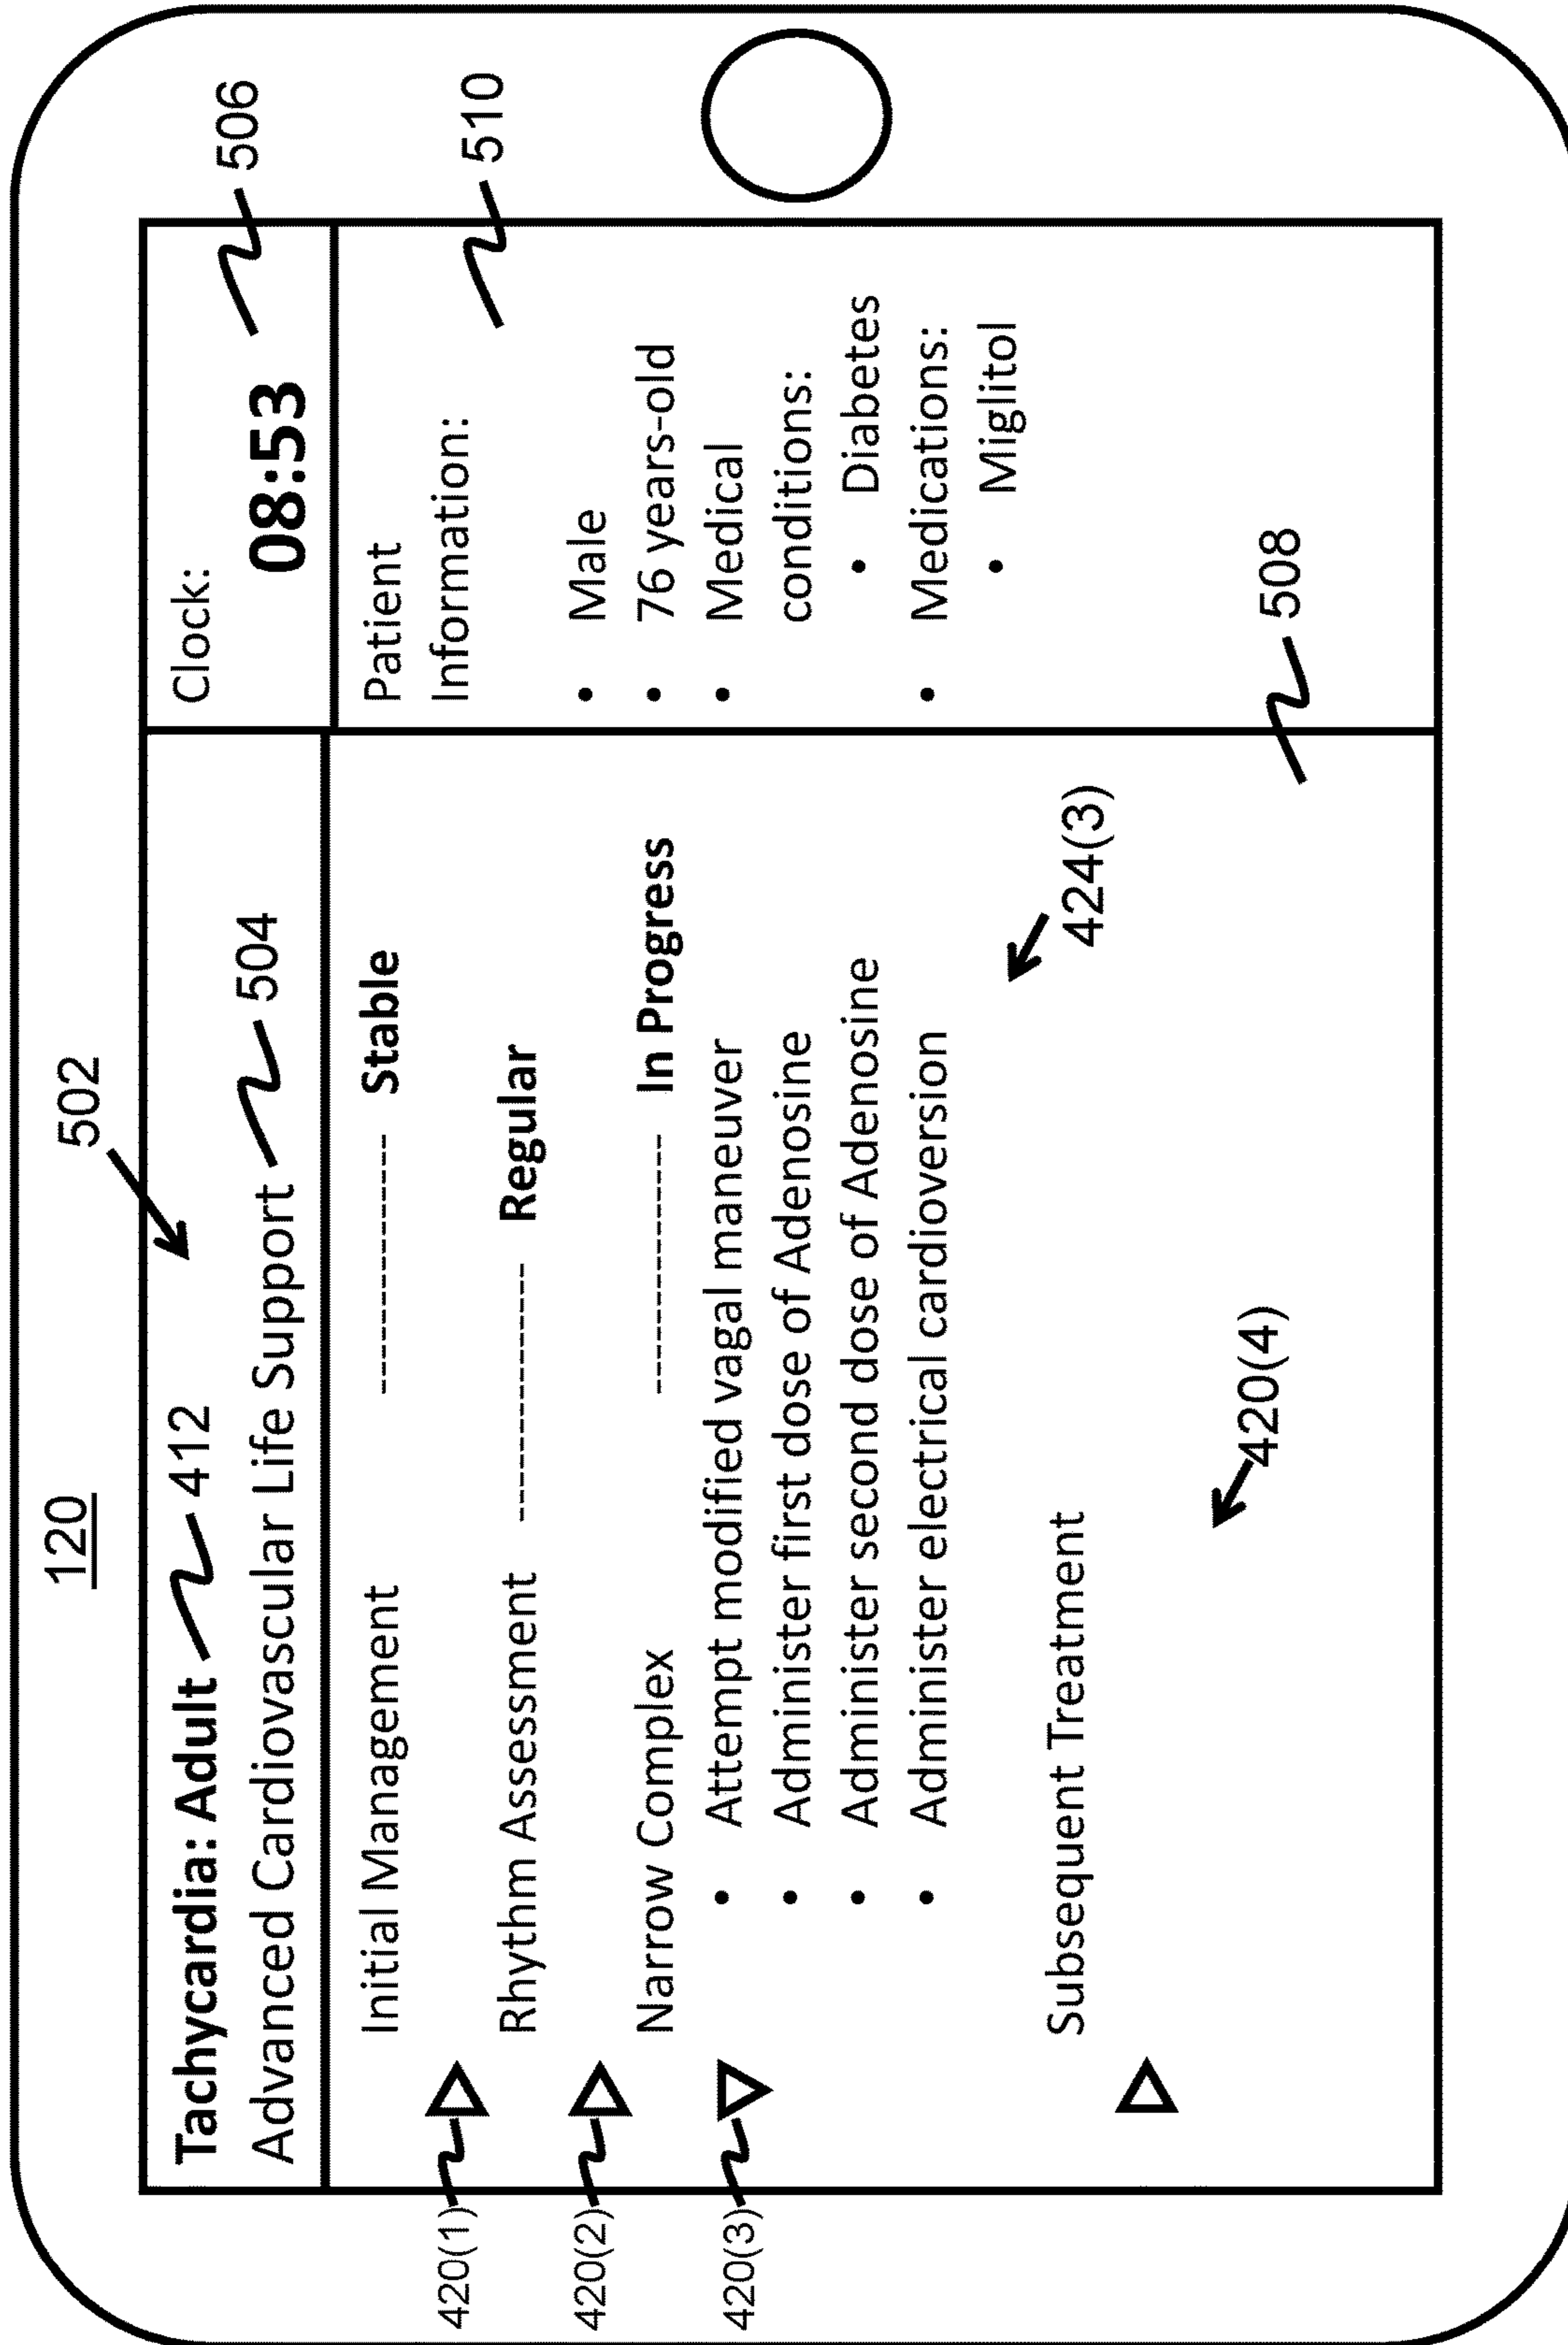 120
502
Tachycardia: Adult 412
Advanced Cardiovascular Life Support 504
Clock:
08:53
506
420(1)
Initial Management -------------- Stable
420(2)
Rhythm Assessment -------------- Regular
420(3)
Narrow Complex -------------- In Progress
• Attempt modified vagal maneuver
• Administer first dose of Adenosine
• Administer second dose of Adenosine
• Administer electrical cardioversion
424(3)
Subsequent Treatment
420(4)
Patient
Information:
510
• Male
• 76 years-old
• Medical
conditions:
• Diabetes
• Medications:
• Miglitol
508